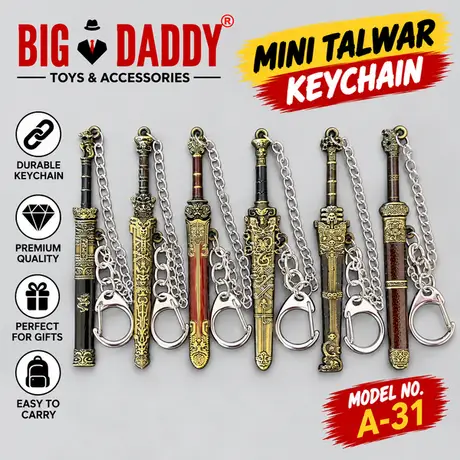 BIG DADDY®
TOYS & ACCESSORIES
MINI TALWAR
KEYCHAIN
DURABLE
KEYCHAIN
PREMIUM
QUALITY
PERFECT
FOR GIFTS
EASY TO
CARRY
MODEL NO.
A-31